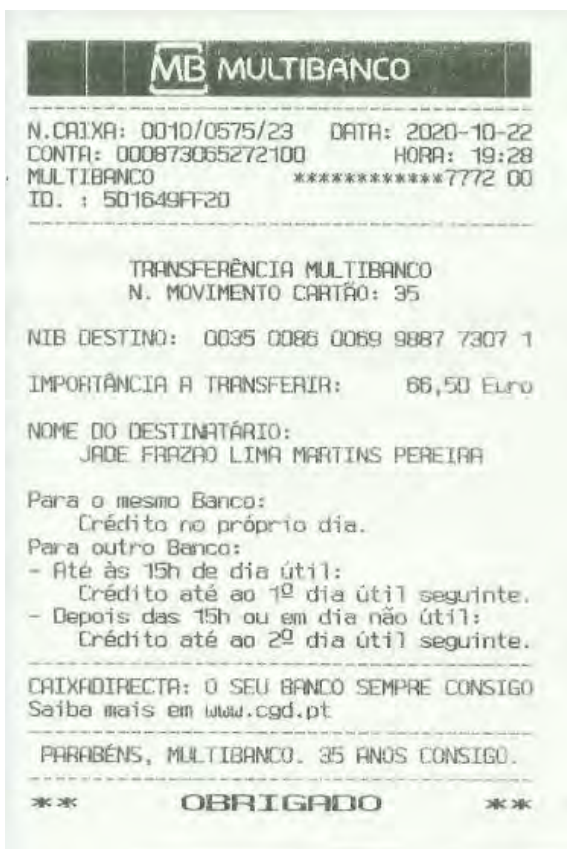 MB MULTIBANCO
N.CAIXA: 0010/0575/23 DATA: 2020-10-22
CONTA: 000873065272100 HORA: 19:28
MULTIBANCO ************7772 00
ID. : 501649FF20
TRANSFERÊNCIA MULTIBANCO
N. MOVIMENTO CARTÃO: 35
NIB DESTINO: 0035 0086 0069 9887 7307 1
IMPORTÂNCIA A TRANSFERIR: 66,50 Euro
NOME DO DESTINATÁRIO:
JADE FRAZAO LIMA MARTINS PEREIRA
Para o mesmo Banco:
Crédito no próprio dia.
Para outro Banco:
- Até às 15h de dia útil:
Crédito até ao 1º dia útil seguinte.
- Depois das 15h ou em dia não útil:
Crédito até ao 2º dia útil seguinte.
CAIXADIRECTA: O SEU BANCO SEMPRE CONSIGO
Saiba mais em www.cgd.pt
PARABÉNS, MULTIBANCO. 35 ANOS CONSIGO.
** OBRIGADO **